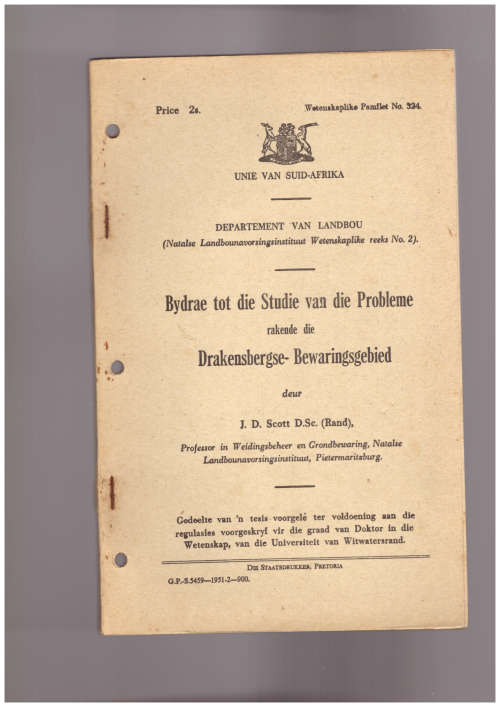 Price 2s. Wetenskaplike Pamflet No. 324.
UNIE VAN SUID-AFRIKA
DEPARTEMENT VAN LANDBOU
(Natalse Landbounavorsingsinstituut Wetenskaplike reeks No. 2).
Bydrae tot die Studie van die Probleme
rakende die
Drakensbergse- Bewaringsgebied
deur
J. D. Scott D.Sc. (Rand),
Professor in Weidingsbeheer en Grondbewaring, Natalse
Landbounavorsingsinstituut, Pietermaritzburg.
Gedeelte van 'n tesis voorgelê ter voldoening aan die
regulasies voorgeskryf vir die graad van Doktor in die
Wetenskap, van die Universiteit van Witwatersrand.
DIE STAATSDRUKKER, PRETORIA
G.P.-S.5459—1951-2—900.